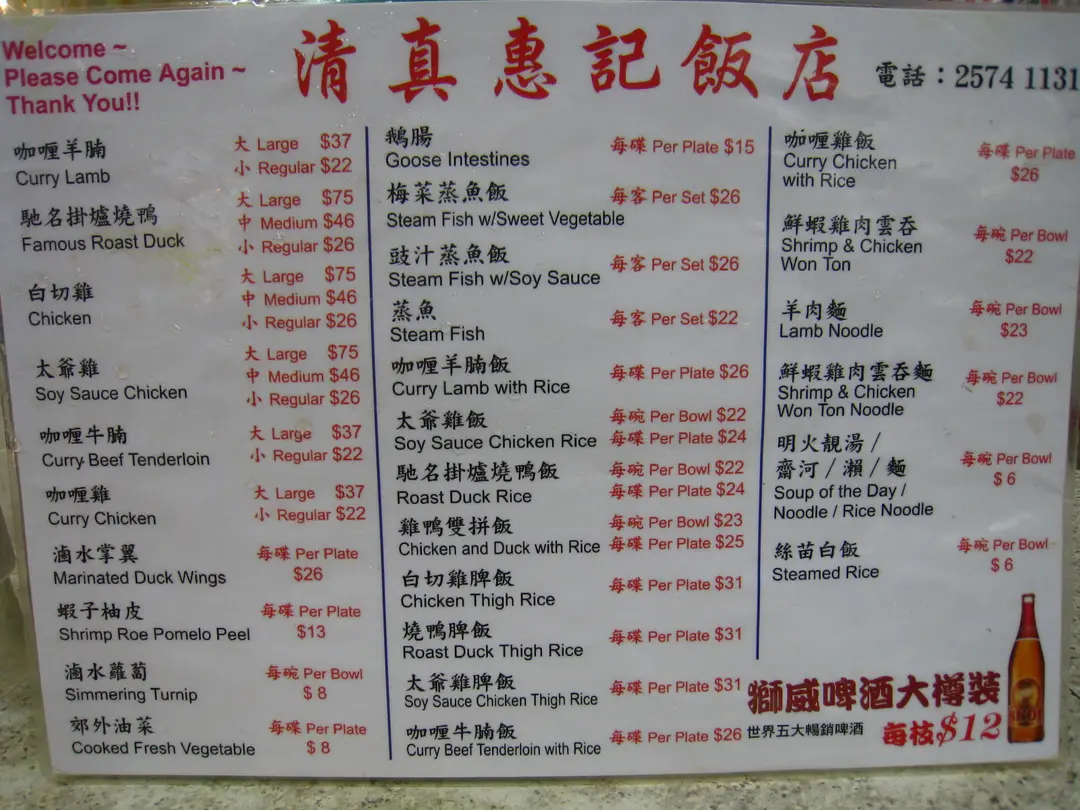 Welcome ~
Please Come Again ~
Thank You!!
清真惠記飯店
電話：2574 1131
咖喱羊腩 大 Large $37
Curry Lamb 小 Regular $22
馳名掛爐燒鴨 大 Large $75
Famous Roast Duck 中 Medium $46
小 Regular $26
白切雞 大 Large $75
Chicken 中 Medium $46
小 Regular $26
太爺雞 大 Large $75
Soy Sauce Chicken 中 Medium $46
小 Regular $26
咖喱牛腩 大 Large $37
Curry Beef Tenderloin 小 Regular $22
咖喱雞 大 Large $37
Curry Chicken 小 Regular $22
滷水掌翼 每碟 Per Plate
Marinated Duck Wings $26
蝦子柚皮 每碟 Per Plate
Shrimp Roe Pomelo Peel $13
滷水蘿蔔 每碗 Per Bowl
Simmering Turnip $ 8
郊外油菜 每碟 Per Plate
Cooked Fresh Vegetable $ 8
鵝腸 每碟 Per Plate $15
Goose Intestines
梅菜蒸魚飯 每客 Per Set $26
Steam Fish w/Sweet Vegetable
豉汁蒸魚飯 每客 Per Set $26
Steam Fish w/Soy Sauce
蒸魚 每客 Per Set $22
Steam Fish
咖喱羊腩飯 每碟 Per Plate $26
Curry Lamb with Rice
太爺雞飯 每碗 Per Bowl $22
Soy Sauce Chicken Rice 每碟 Per Plate $24
馳名掛爐燒鴨飯 每碗 Per Bowl $22
Roast Duck Rice 每碟 Per Plate $24
雞鴨雙拼飯 每碗 Per Bowl $23
Chicken and Duck with Rice 每碟 Per Plate $25
白切雞脾飯 每碟 Per Plate $31
Chicken Thigh Rice
燒鴨脾飯 每碟 Per Plate $31
Roast Duck Thigh Rice
太爺雞脾飯 每碟 Per Plate $31
Soy Sauce Chicken Thigh Rice
咖喱牛腩飯 每碟 Per Plate $26
Curry Beef Tenderloin with Rice
咖喱雞飯 每碟 Per Plate
Curry Chicken $26
with Rice
鮮蝦雞肉雲吞 每碗 Per Bowl
Shrimp & Chicken $22
Won Ton
羊肉麵 每碗 Per Bowl
Lamb Noodle $23
鮮蝦雞肉雲吞麵 每碗 Per Bowl
Shrimp & Chicken $22
Won Ton Noodle
明火靚湯 /
齋河 / 瀨 / 麵 每碗 Per Bowl
Soup of the Day / $ 6
Noodle / Rice Noodle
絲苗白飯 每碗 Per Bowl
Steamed Rice $ 6
獅威啤酒大樽裝
世界五大暢銷啤酒 每枝$12